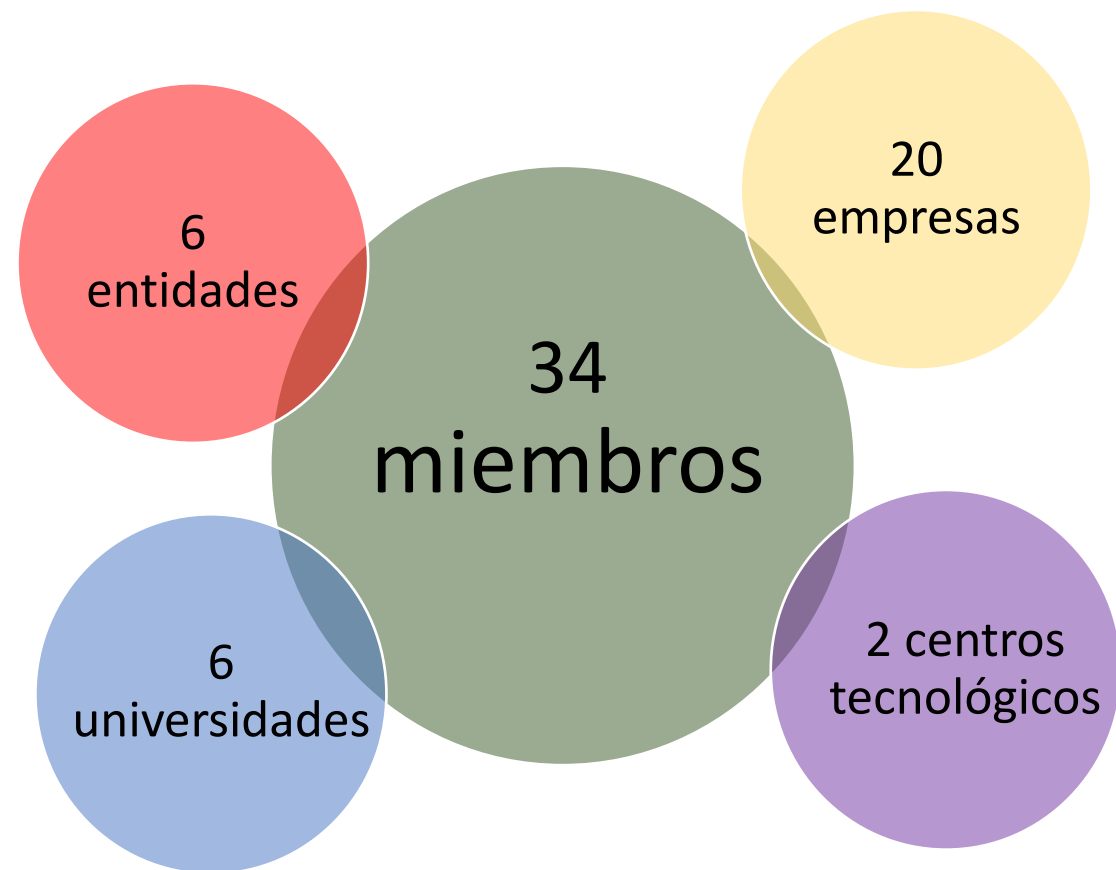 20
empresas
6
entidades
34
miembros
2 centros
tecnológicos
6
universidades